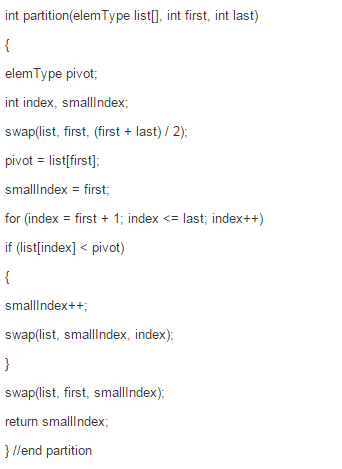 int partition(elemType list[], int first, int last)
{
elemType pivot;
int index, smallIndex;
swap(list, first, (first + last) / 2);
pivot = list[first];
smallIndex = first;
for (index = first + 1; index <= last; index++)
if (list[index] < pivot)
{
smallIndex++;
swap(list, smallIndex, index);
}
swap(list, first, smallIndex);
return smallIndex;
} //end partition